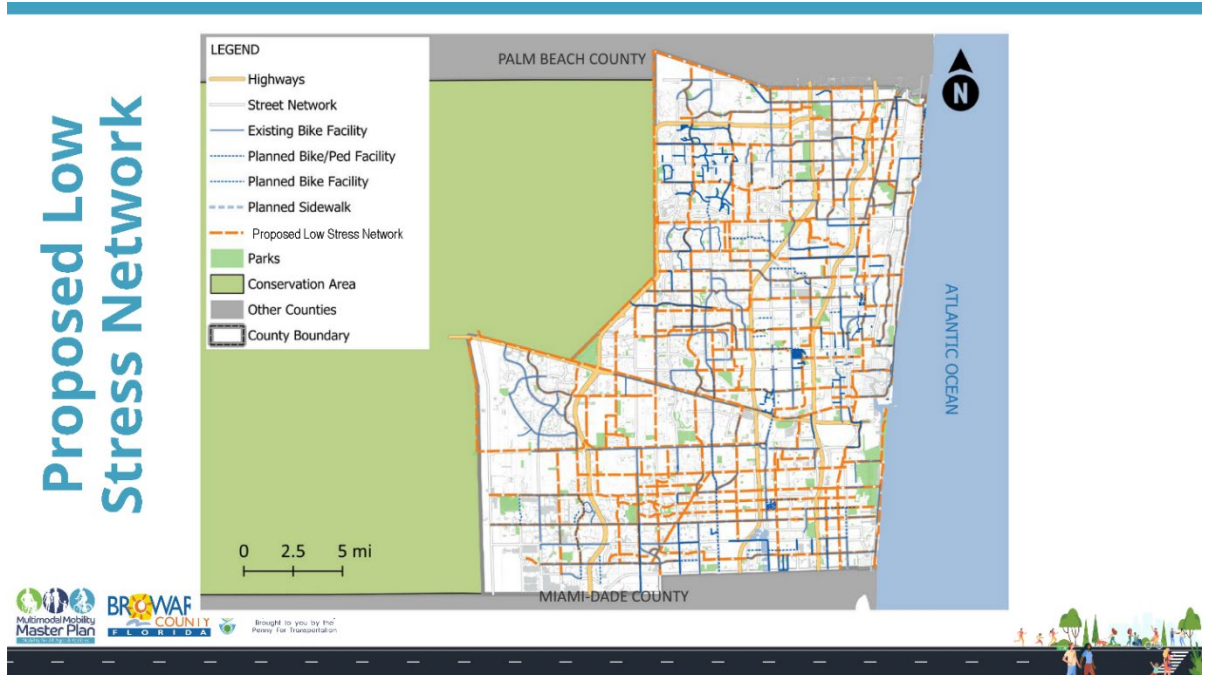 Proposed Low
Stress Network
LEGEND
Highways
Street Network
Existing Bike Facility
Planned Bike/Ped Facility
Planned Bike Facility
Planned Sidewalk
Proposed Low Stress Network
Parks
Conservation Area
Other Counties
County Boundary
PALM BEACH COUNTY
N
ATLANTIC OCEAN
0 2.5 5 mi
MIAMI-DADE COUNTY
Multimodal Mobility
Master Plan
BROWAR
COUNTY
FLORIDA
Brought to you by the
Penny For Transportation